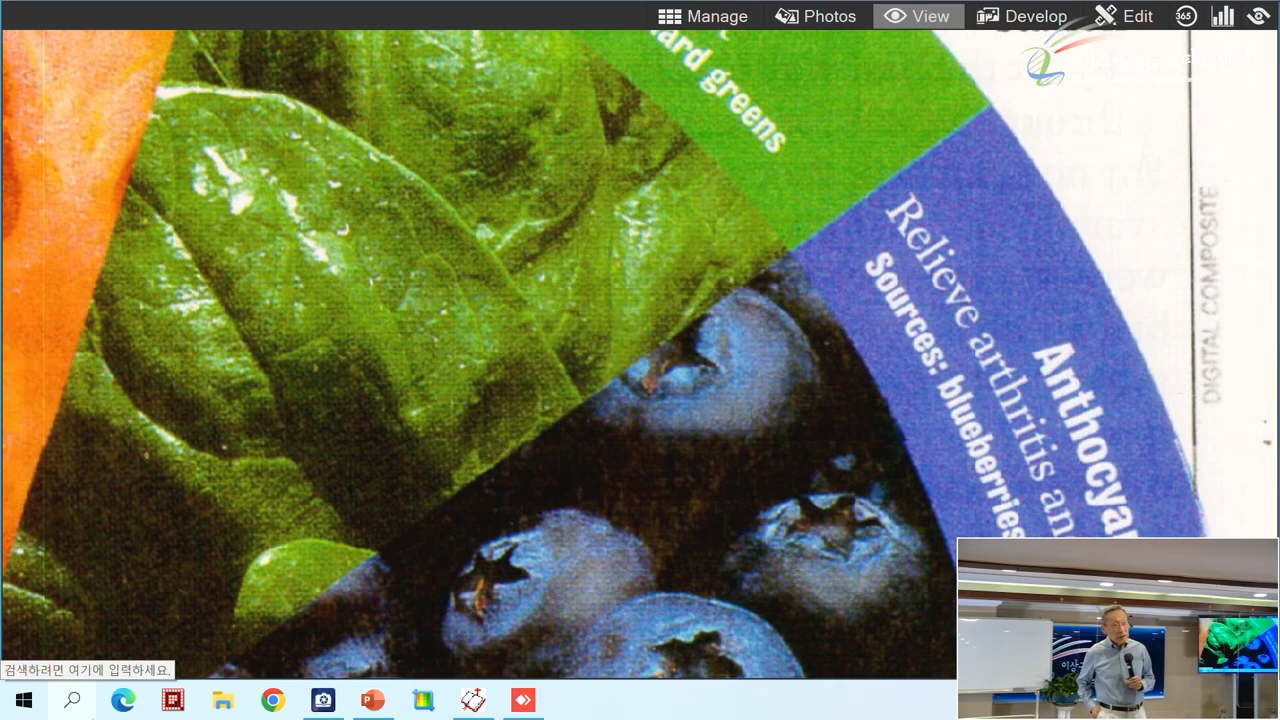 Manage
Photos
View
Develop
Edit
365
ard greens
Relieve arthritis an
Sources: blueberries
Anthocya
DIGITAL COMPOSITE
검색하려면 여기에 입력하세요.